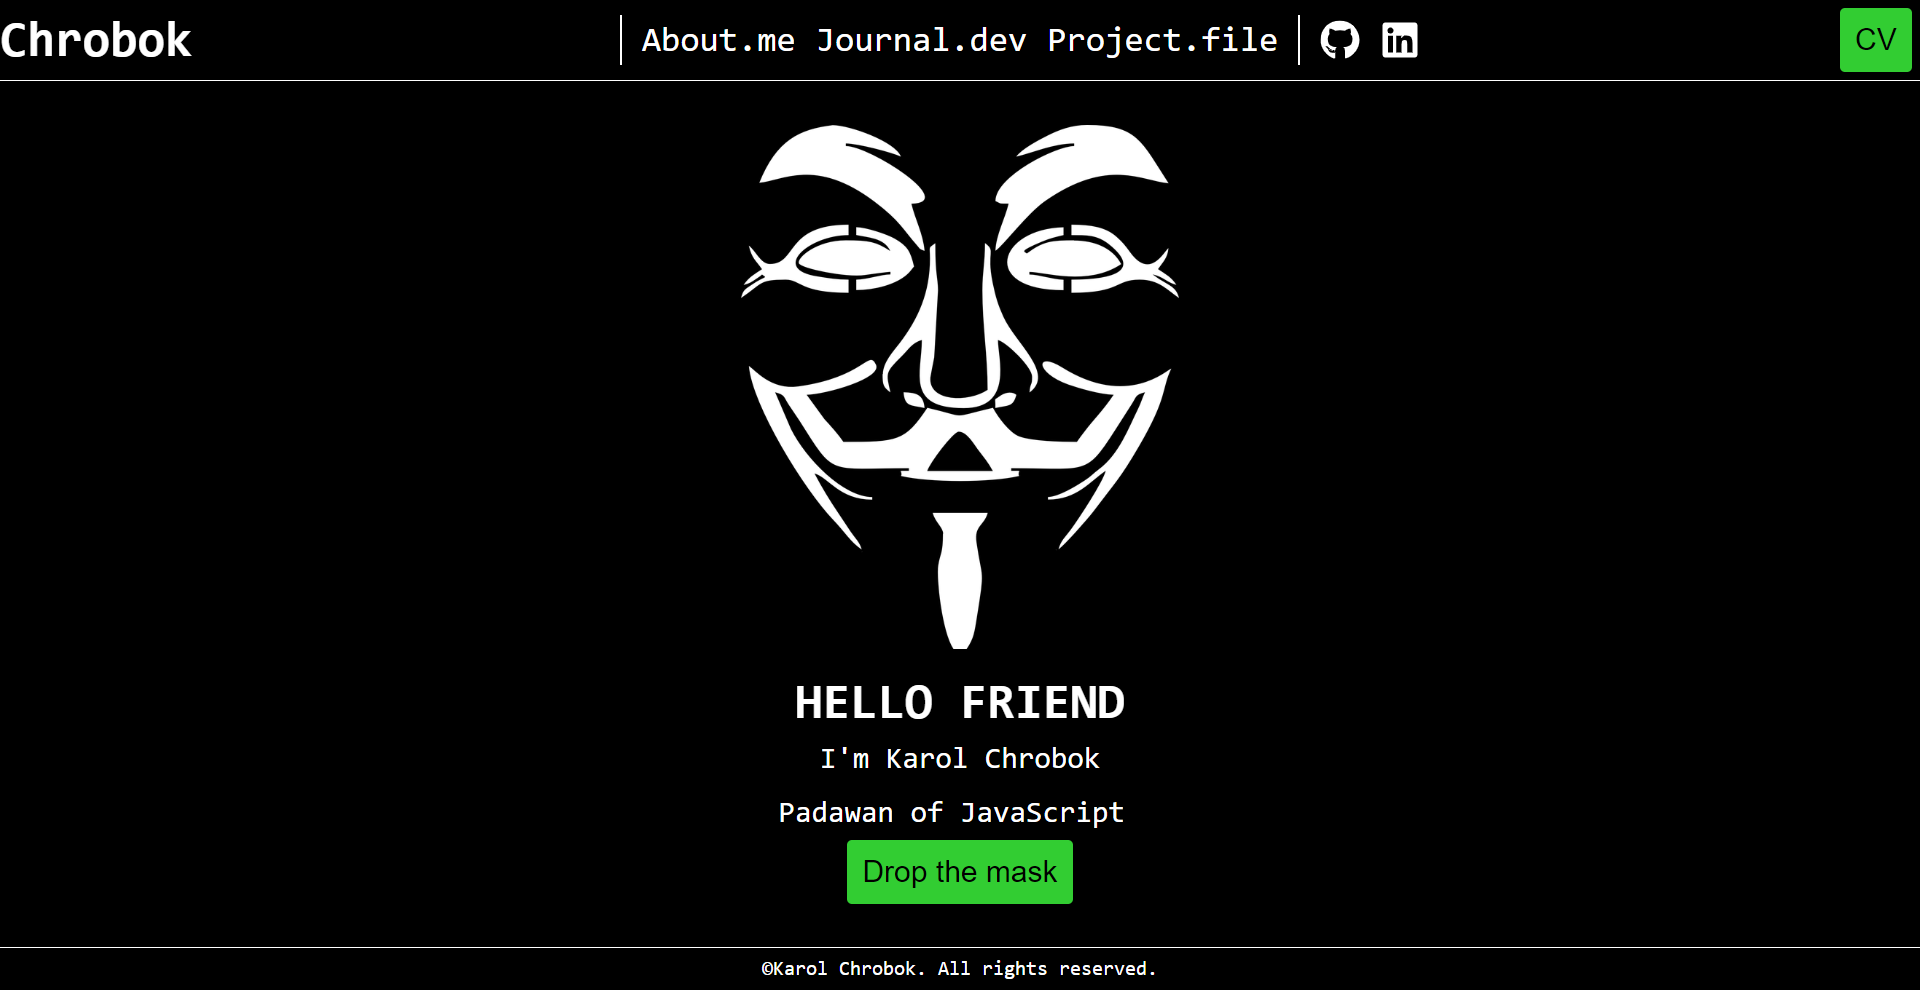 Chrobok
About.me Journal.dev Project.file
in
CV
HELLO FRIEND
I'm Karol Chrobok
Padawan of JavaScript
Drop the mask
©Karol Chrobok. All rights reserved.